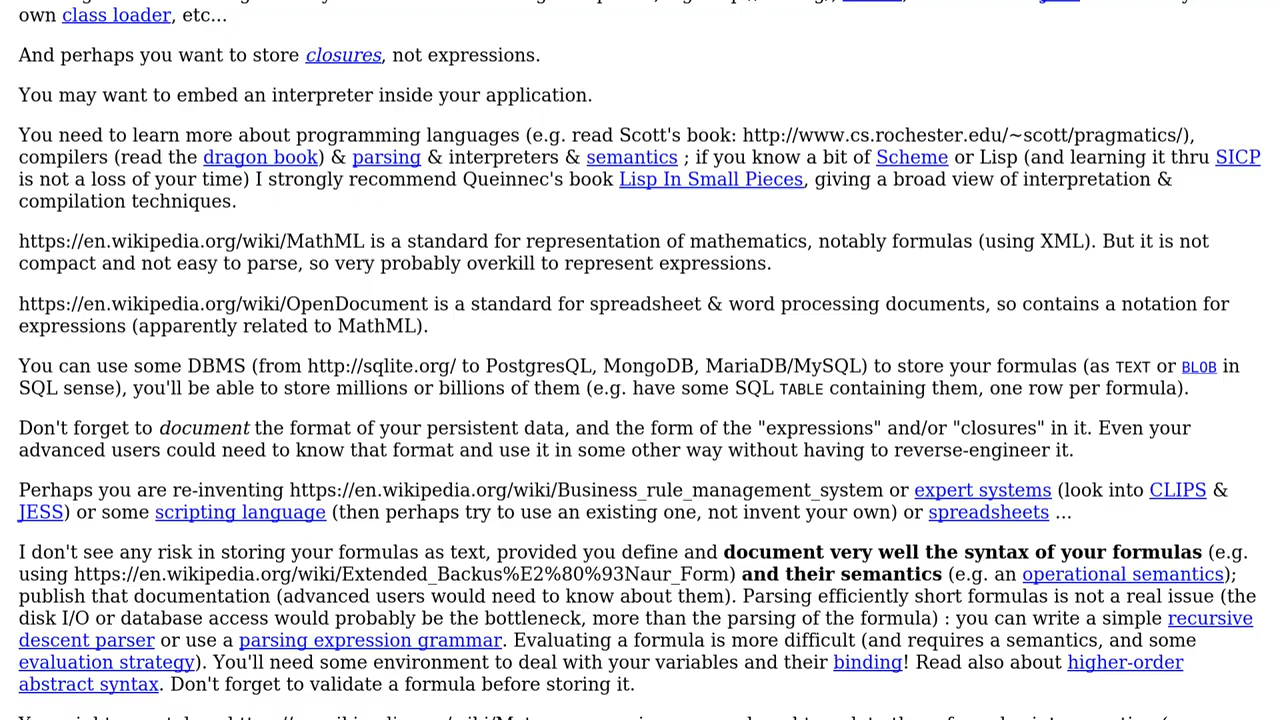 own class loader, etc...
And perhaps you want to store closures, not expressions.
You may want to embed an interpreter inside your application.
You need to learn more about programming languages (e.g. read Scott's book: http://www.cs.rochester.edu/~scott/pragmatics/),
compilers (read the dragon book) & parsing & interpreters & semantics ; if you know a bit of Scheme or Lisp (and learning it thru SICP
is not a loss of your time) I strongly recommend Queinnec's book Lisp In Small Pieces, giving a broad view of interpretation &
compilation techniques.
https://en.wikipedia.org/wiki/MathML is a standard for representation of mathematics, notably formulas (using XML). But it is not
compact and not easy to parse, so very probably overkill to represent expressions.
https://en.wikipedia.org/wiki/OpenDocument is a standard for spreadsheet & word processing documents, so contains a notation for
expressions (apparently related to MathML).
You can use some DBMS (from http://sqlite.org/ to PostgresQL, MongoDB, MariaDB/MySQL) to store your formulas (as TEXT or BLOB in
SQL sense), you'll be able to store millions or billions of them (e.g. have some SQL TABLE containing them, one row per formula).
Don't forget to document the format of your persistent data, and the form of the "expressions" and/or "closures" in it. Even your
advanced users could need to know that format and use it in some other way without having to reverse-engineer it.
Perhaps you are re-inventing https://en.wikipedia.org/wiki/Business_rule_management_system or expert systems (look into CLIPS &
JESS) or some scripting language (then perhaps try to use an existing one, not invent your own) or spreadsheets ...
I don't see any risk in storing your formulas as text, provided you define and document very well the syntax of your formulas (e.g.
using https://en.wikipedia.org/wiki/Extended_Backus%E2%80%93Naur_Form) and their semantics (e.g. an operational semantics);
publish that documentation (advanced users would need to know about them). Parsing efficiently short formulas is not a real issue (the
disk I/O or database access would probably be the bottleneck, more than the parsing of the formula) : you can write a simple recursive
descent parser or use a parsing expression grammar. Evaluating a formula is more difficult (and requires a semantics, and some
evaluation strategy). You'll need some environment to deal with your variables and their binding! Read also about higher-order
abstract syntax. Don't forget to validate a formula before storing it.